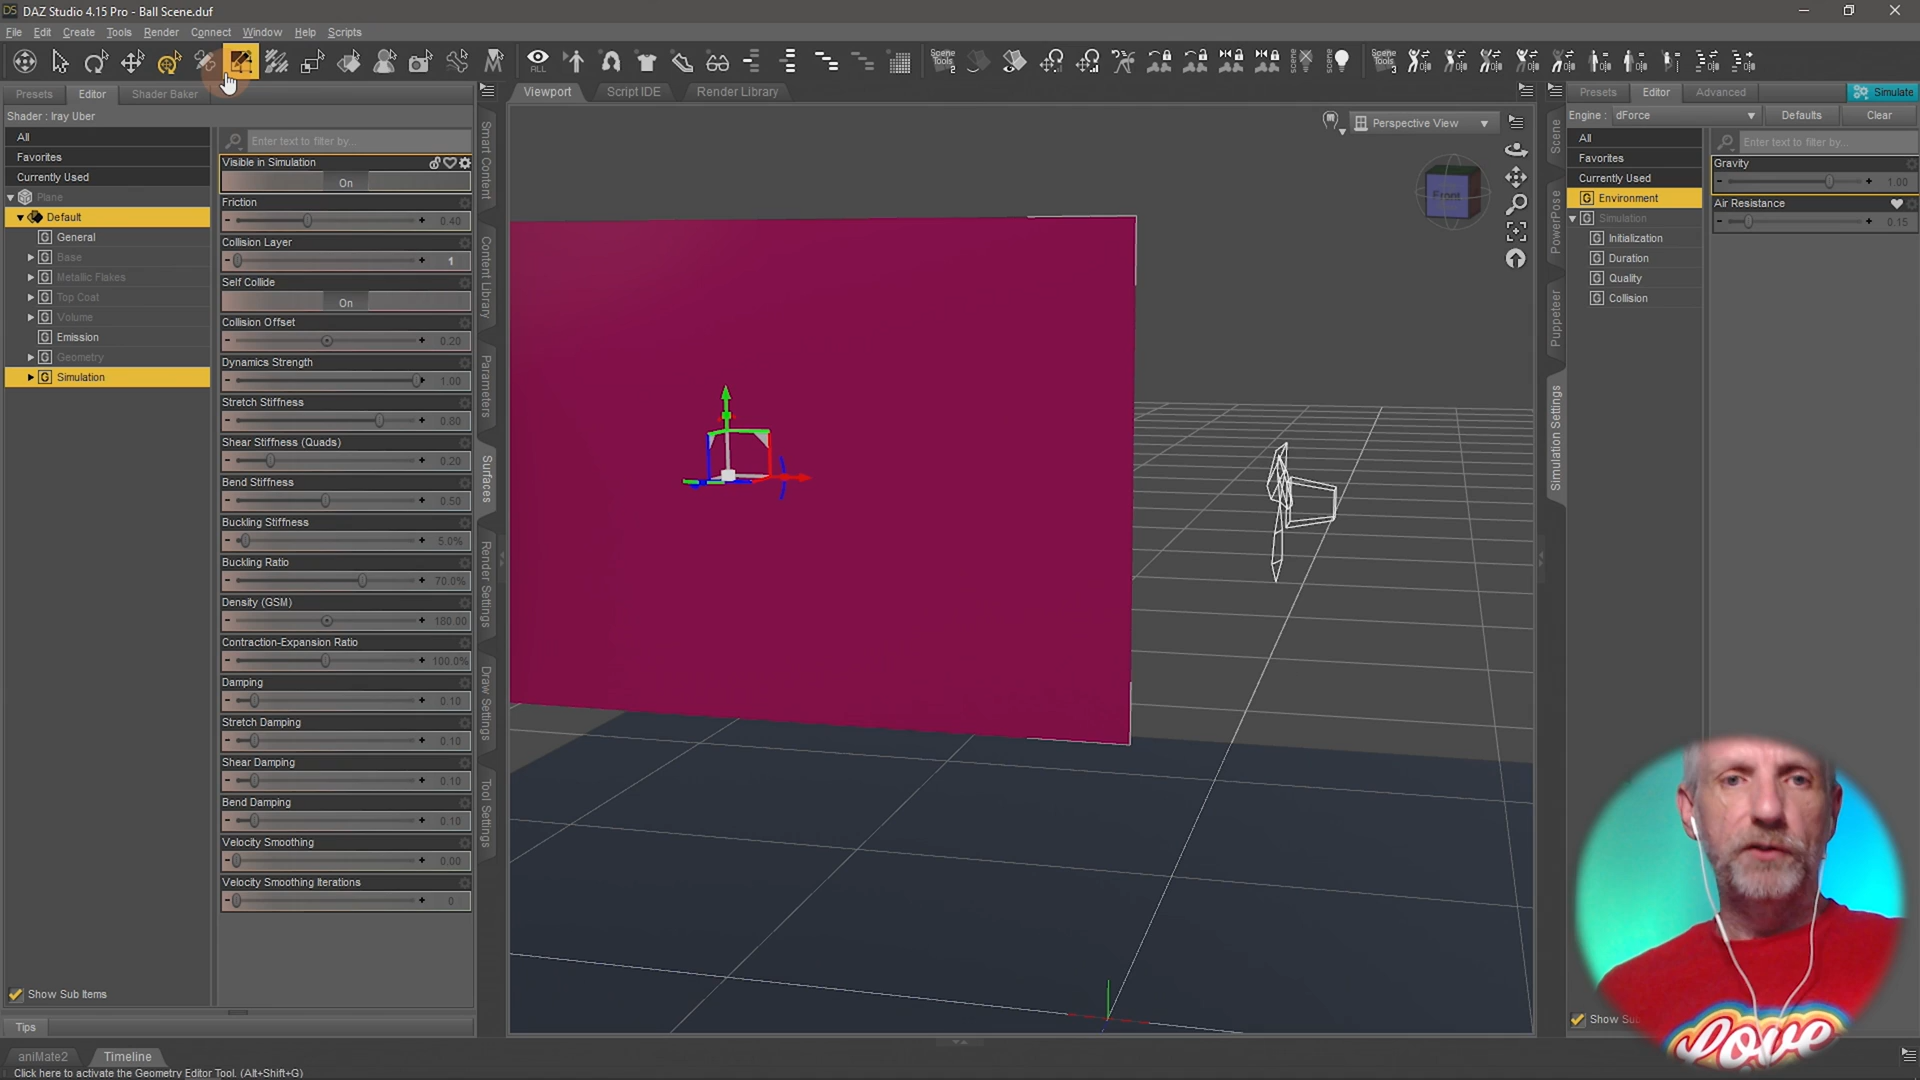 DAZ Studio 4.15 Pro - Ball Scene.duf
File Edit Create Tools Render Connect Window Help Scripts
ALL
Scene Tools 2
Scene Tools 3
Presets Editor Shader Baker
Shader : Iray Uber
All
Favorites
Currently Used
Plane
Default
General
Base
Metallic Flakes
Top Coat
Volume
Emission
Geometry
Simulation
Show Sub Items
Tips
Enter text to filter by...
Visible in Simulation
On
Friction
0.40
Collision Layer
1
Self Collide
On
Collision Offset
0.20
Dynamics Strength
1.00
Stretch Stiffness
0.80
Shear Stiffness (Quads)
0.20
Bend Stiffness
0.50
Buckling Stiffness
5.0%
Buckling Ratio
70.0%
Density (GSM)
180.00
Contraction-Expansion Ratio
100.0%
Damping
0.10
Stretch Damping
0.10
Shear Damping
0.10
Bend Damping
0.10
Velocity Smoothing
0.00
Velocity Smoothing Iterations
0
Smart Content
Content Library
Parameters
Surfaces
Render Settings
Draw Settings
Tool Settings
Viewport Script IDE Render Library
Perspective View
Front
Scene
PowerPose
Puppeteer
Simulation Settings
Presets Editor Advanced Simulate
Engine : dForce Defaults Clear
All
Favorites
Currently Used
Environment
Simulation
Initialization
Duration
Quality
Collision
Enter text to filter by...
Gravity
1.00
Air Resistance
0.15
Show
Love
aniMate2 Timeline
Click here to activate the Geometry Editor Tool. (Alt+Shift+G)